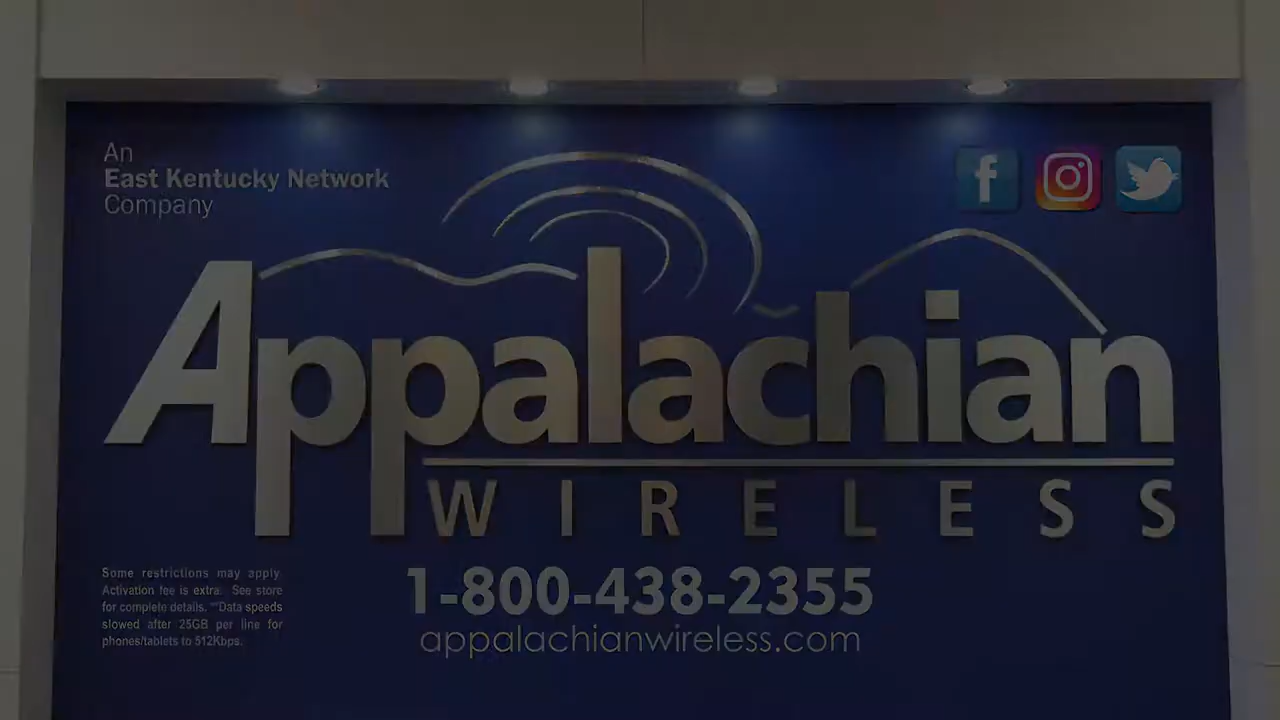 An
East Kentucky Network
Company
Appalachian
WIRELESS
Some restrictions may apply.
Activation fee is extra. See store
for complete details. **Data speeds
slowed after 25GB per line for
phones/tablets to 512Kbps.
1-800-438-2355
appalachianwireless.com